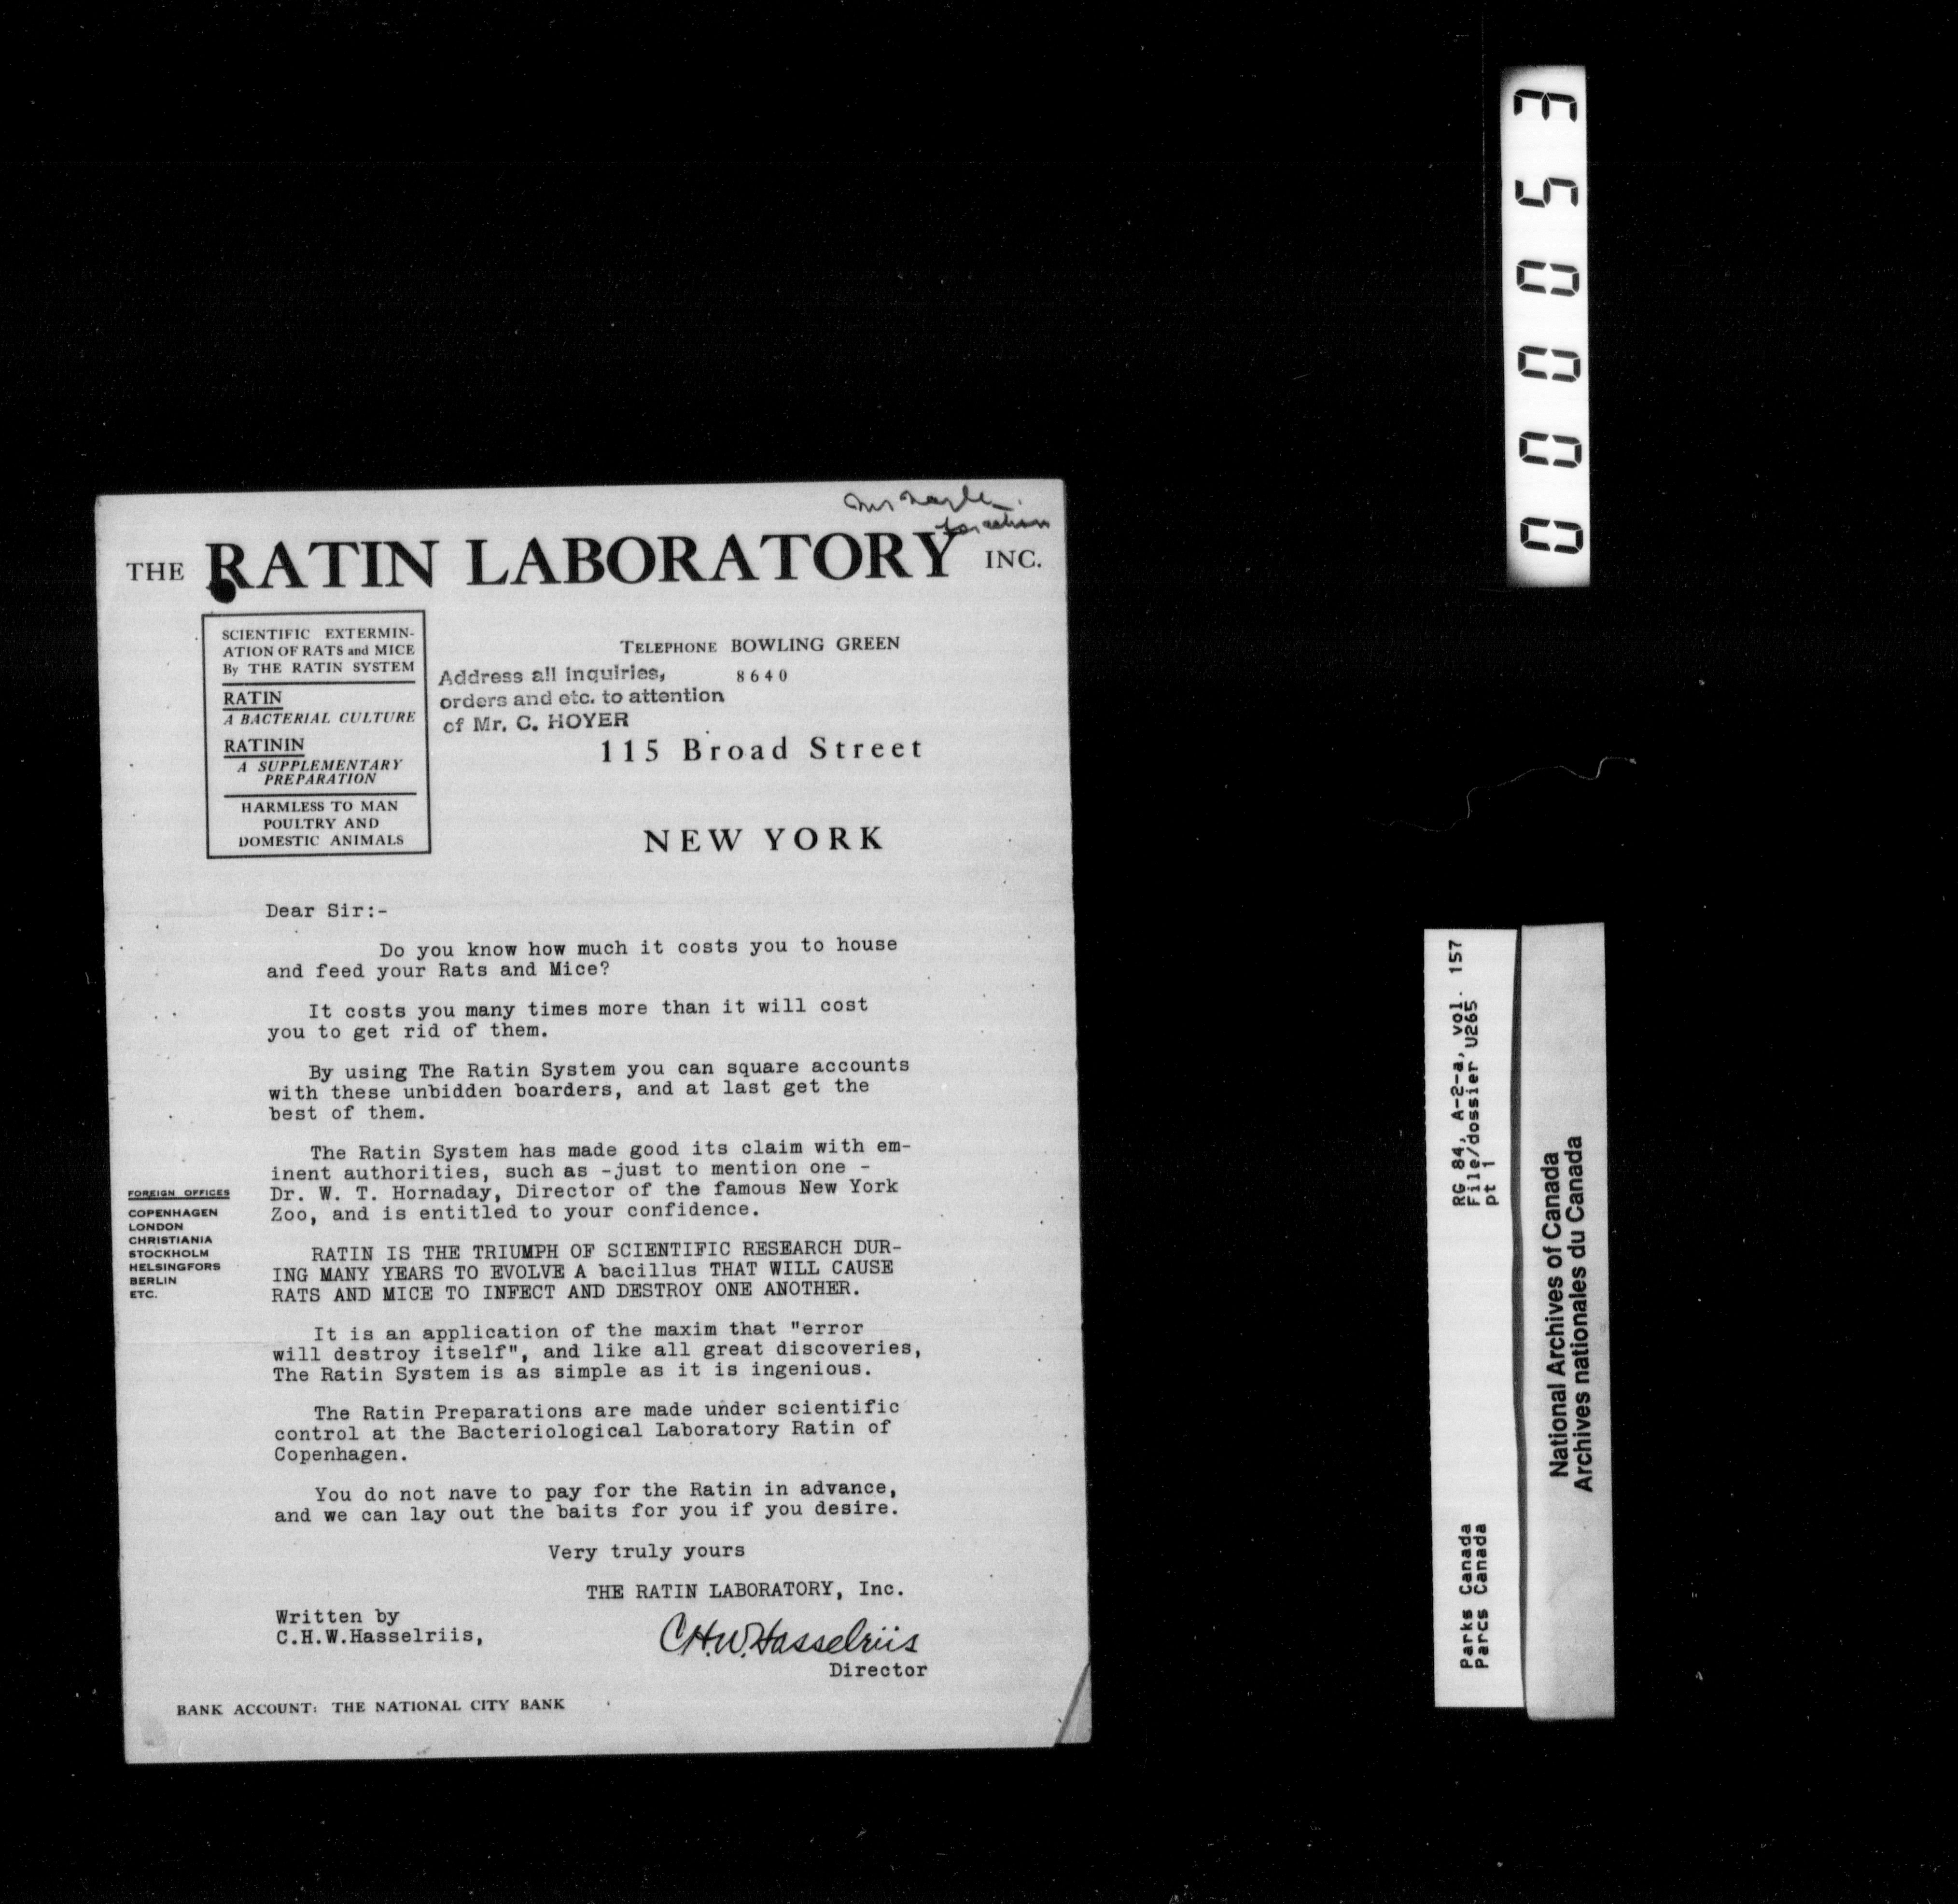 for action
THE RATIN LABORATORY INC.
SCIENTIFIC EXTERMIN-
ATION OF RATS and MICE
By THE RATIN SYSTEM
RATIN
A BACTERIAL CULTURE
RATININ
A SUPPLEMENTARY
PREPARATION
HARMLESS TO MAN
POULTRY AND
DOMESTIC ANIMALS
TELEPHONE BOWLING GREEN
8640
Address all inquiries,
orders and etc. to attention
of Mr. C. HOYER
115 Broad Street
NEW YORK
Dear Sir:-
Do you know how much it costs you to house
and feed your Rats and Mice?
It costs you many times more than it will cost
you to get rid of them.
By using The Ratin System you can square accounts
with these unbidden boarders, and at last get the
best of them.
The Ratin System has made good its claim with em-
inent authorities, such as -just to mention one -
Dr. W. T. Hornaday, Director of the famous New York
Zoo, and is entitled to your confidence.
RATIN IS THE TRIUMPH OF SCIENTIFIC RESEARCH DUR-
ING MANY YEARS TO EVOLVE A bacillus THAT WILL CAUSE
RATS AND MICE TO INFECT AND DESTROY ONE ANOTHER.
It is an application of the maxim that "error
will destroy itself", and like all great discoveries,
The Ratin System is as simple as it is ingenious.
The Ratin Preparations are made under scientific
control at the Bacteriological Laboratory Ratin of
Copenhagen.
You do not nave to pay for the Ratin in advance,
and we can lay out the baits for you if you desire.
Very truly yours
THE RATIN LABORATORY, Inc.
Written by
C.H.W.Hasselriis,
C.H.W. Hasselriis
Director
FOREIGN OFFICES
COPENHAGEN
LONDON
CHRISTIANIA
STOCKHOLM
HELSINGFORS
BERLIN
ETC.
BANK ACCOUNT: THE NATIONAL CITY BANK
000053
RG 84, A-2-a, vol. 157
File/dossier U265
pt 1
Parks Canada
Parcs Canada
National Archives of Canada
Archives nationales du Canada